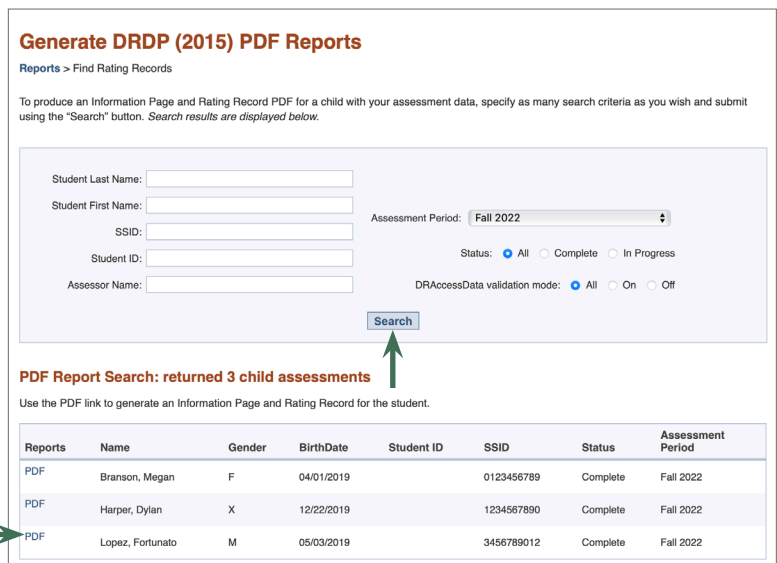 Generate DRDP (2015) PDF Reports
Reports > Find Rating Records
To produce an Information Page and Rating Record PDF for a child with your assessment data, specify as many search criteria as you wish and submit
using the “Search” button. Search results are displayed below.
Student Last Name:
Student First Name:
SSID:
Student ID:
Assessor Name:
Assessment Period: Fall 2022
Status: All Complete In Progress
DRAccessData validation mode: All On Off
Search
PDF Report Search: returned 3 child assessments
Use the PDF link to generate an Information Page and Rating Record for the student.
Reports Name Gender BirthDate Student ID SSID Status Assessment Period
PDF Branson, Megan F 04/01/2019 0123456789 Complete Fall 2022
PDF Harper, Dylan X 12/22/2019 1234567890 Complete Fall 2022
PDF Lopez, Fortunato M 05/03/2019 3456789012 Complete Fall 2022